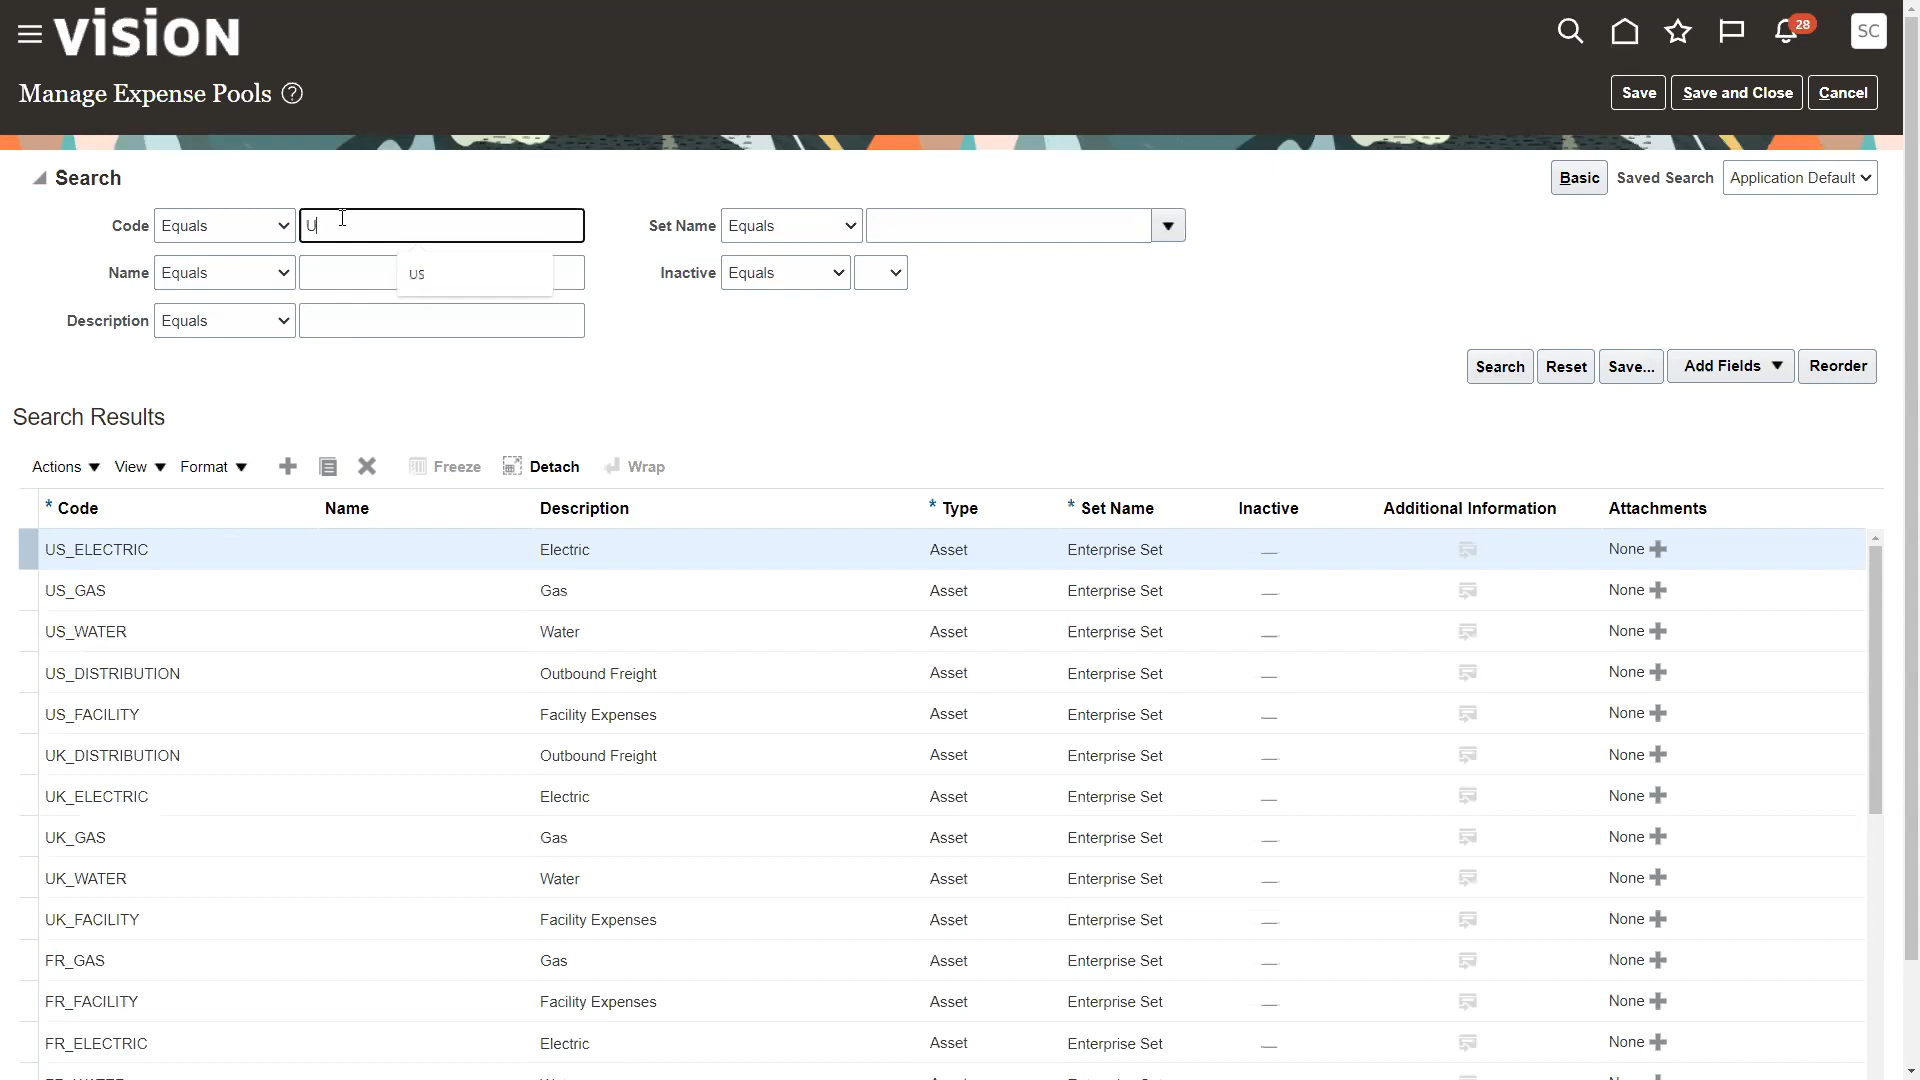 vision
28
SC
Manage Expense Pools ?
Save
Save and Close
Cancel
Search
Basic
Saved Search
Application Default
Code
Equals
U
Set Name
Equals
Name
Equals
us
Inactive
Equals
Description
Equals
Search
Reset
Save...
Add Fields
Reorder
Search Results
Actions
View
Format
Freeze
Detach
Wrap
* Code Name Description * Type * Set Name Inactive Additional Information Attachments
US_ELECTRIC Electric Asset Enterprise Set None
US_GAS Gas Asset Enterprise Set None
US_WATER Water Asset Enterprise Set None
US_DISTRIBUTION Outbound Freight Asset Enterprise Set None
US_FACILITY Facility Expenses Asset Enterprise Set None
UK_DISTRIBUTION Outbound Freight Asset Enterprise Set None
UK_ELECTRIC Electric Asset Enterprise Set None
UK_GAS Gas Asset Enterprise Set None
UK_WATER Water Asset Enterprise Set None
UK_FACILITY Facility Expenses Asset Enterprise Set None
FR_GAS Gas Asset Enterprise Set None
FR_FACILITY Facility Expenses Asset Enterprise Set None
FR_ELECTRIC Electric Asset Enterprise Set None